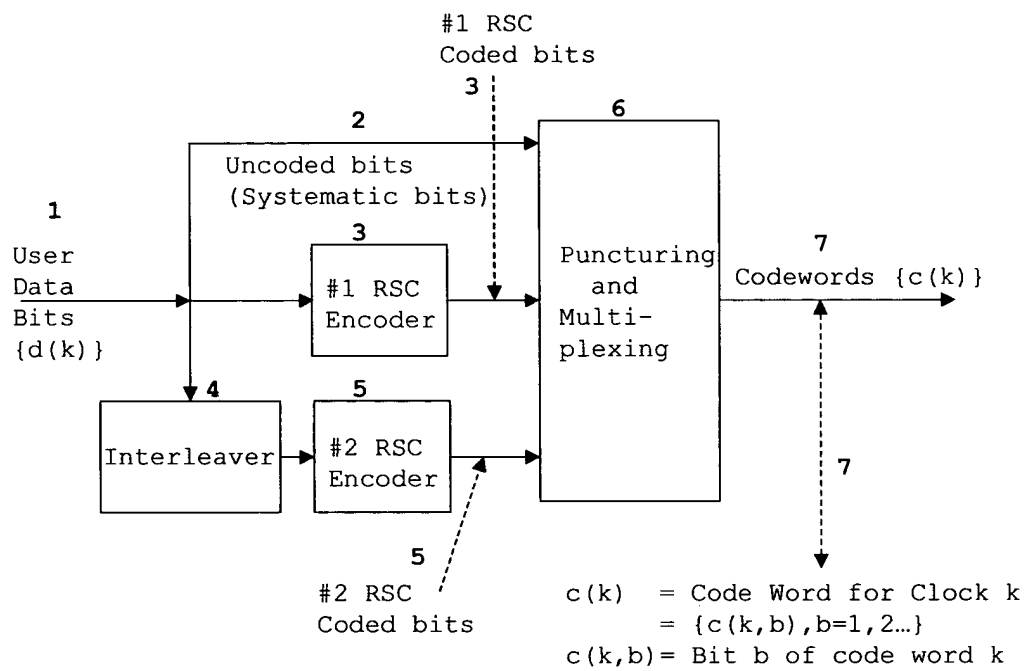 #1 RSC
Coded bits
3
6
2
Uncoded bits
(Systematic bits)
1
User
Data
Bits
{d(k)}
3
#1 RSC
Encoder
Puncturing
and
Multi-
plexing
7
Codewords {c(k)}
4
Interleaver
5
#2 RSC
Encoder
7
5
#2 RSC
Coded bits
c(k) = Code Word for Clock k
= {c(k,b),b=1,2…}
c(k,b)= Bit b of code word k